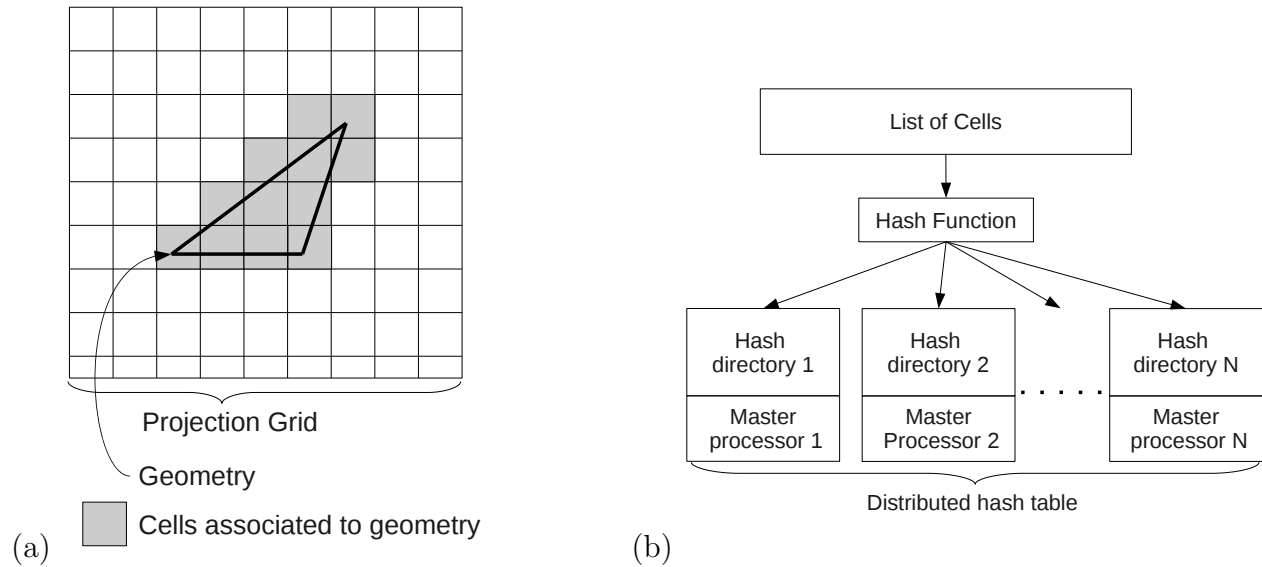 Projection Grid
Geometry
Cells associated to geometry
(a)
List of Cells
Hash Function
Hash
directory 1
Master
processor 1
Hash
directory 2
Master
Processor 2
. . . . .
Hash
directory N
Master
processor N
Distributed hash table
(b)